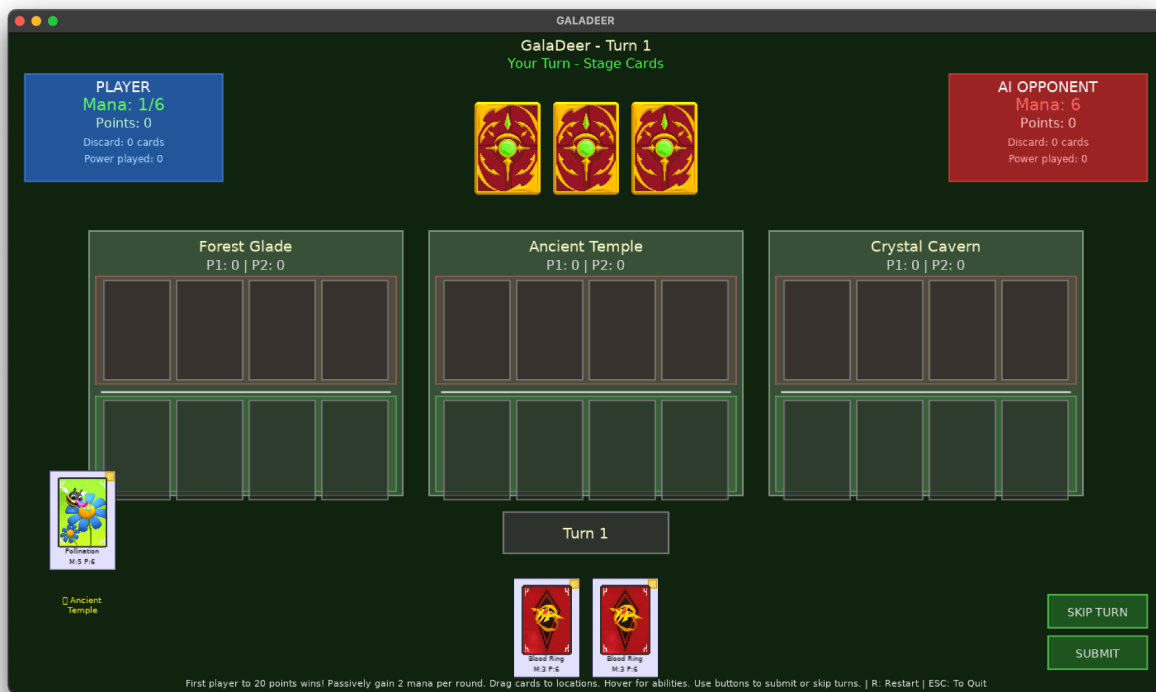 GALADEER
GalaDeer - Turn 1
Your Turn - Stage Cards
PLAYER
Mana: 1/6
Points: 0
Discard: 0 cards
Power played: 0
AI OPPONENT
Mana: 6
Points: 0
Discard: 0 cards
Power played: 0
Forest Glade
P1: 0 | P2: 0
Ancient Temple
P1: 0 | P2: 0
Crystal Cavern
P1: 0 | P2: 0
Pollination
M:5 P:6
Ancient
Temple
Turn 1
Blood Ring
M:3 P:6
Blood Ring
M:3 P:6
SKIP TURN
SUBMIT
First player to 20 points wins! Passively gain 2 mana per round. Drag cards to locations. Hover for abilities. Use buttons to submit or skip turns. | R: Restart | ESC: To Quit